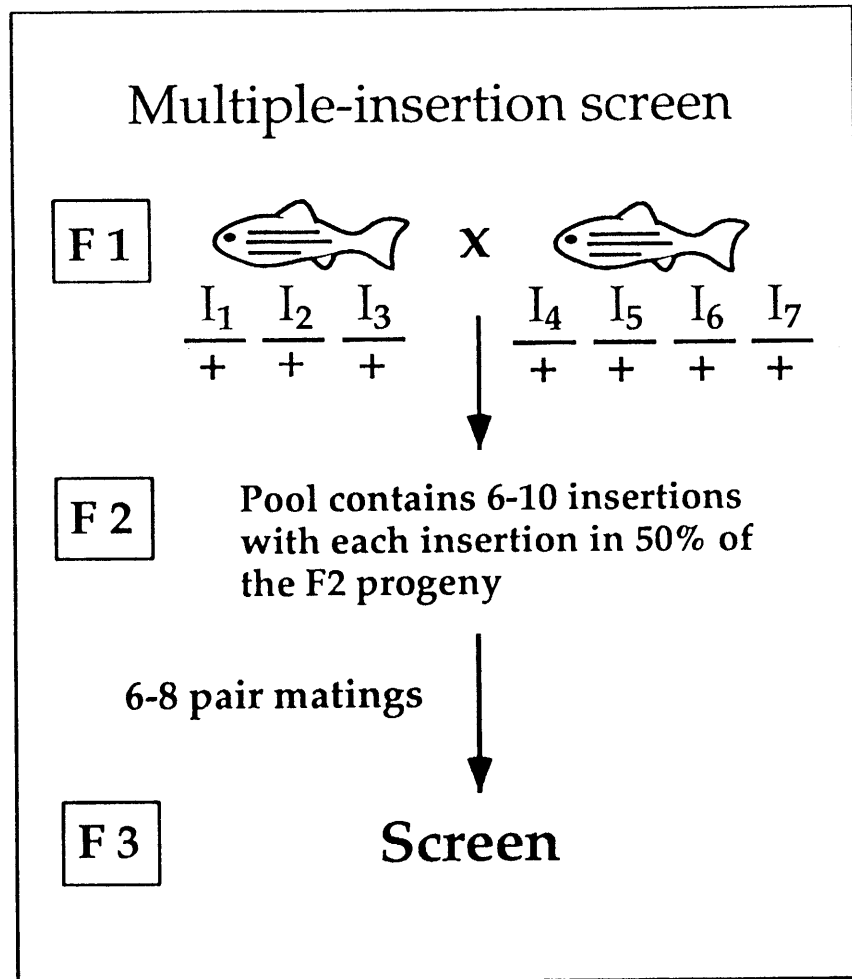 Multiple-insertion screen
F 1
x
I1 I2 I3 I4 I5 I6 I7
+ + + + + + +
F 2
Pool contains 6-10 insertions
with each insertion in 50% of
the F2 progeny
6-8 pair matings
F 3
Screen